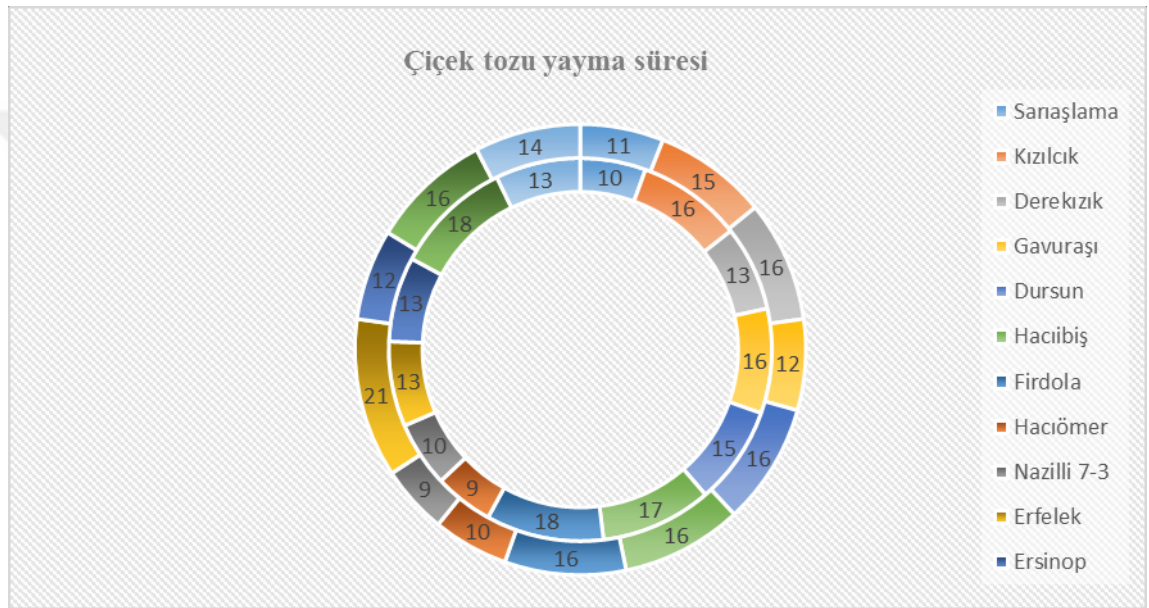 Çiçek tozu yayma süresi
14
11
13
10
16
15
18
16
12
13
16
13
21
13
16
12
10
15
16
9
9
18
17
10
16
16
Sarıaşlama
Kızılcık
Derekızık
Gavuraşı
Dursun
Hacıibiş
Firdola
Hacıömer
Nazilli 7-3
Erfelek
Ersinop